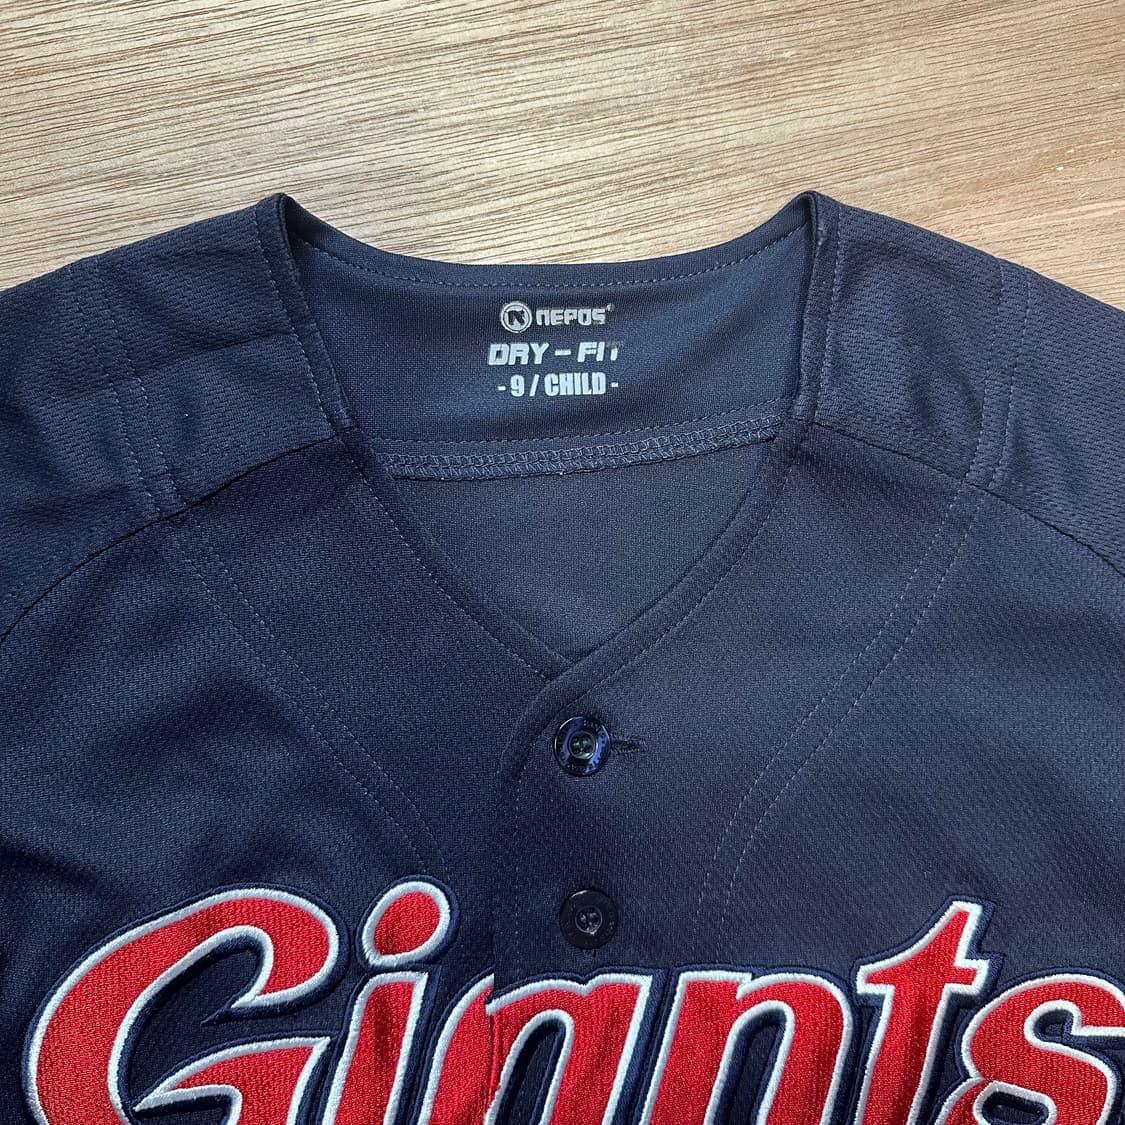 NEPOS
DRY - FIT
- 9 / CHILD -
Giants